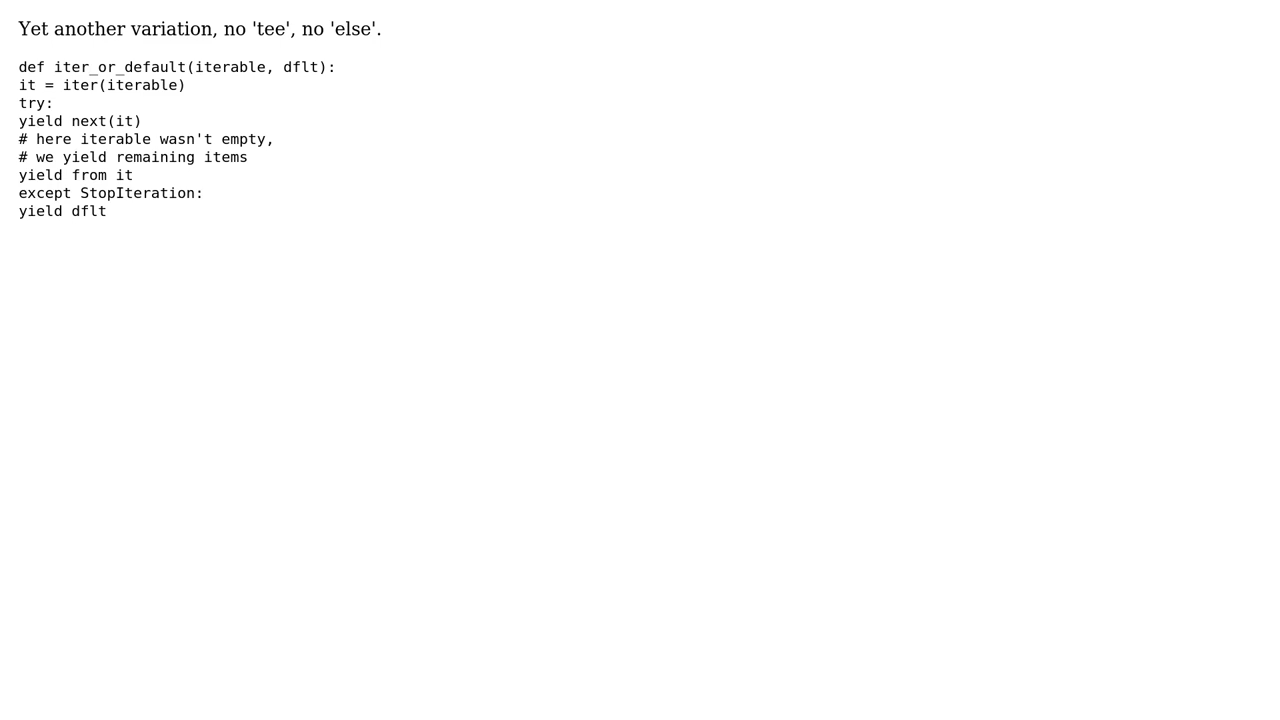 Yet another variation, no 'tee', no 'else'.
def iter_or_default(iterable, dflt):
it = iter(iterable)
try:
yield next(it)
# here iterable wasn't empty,
# we yield remaining items
yield from it
except StopIteration:
yield dflt